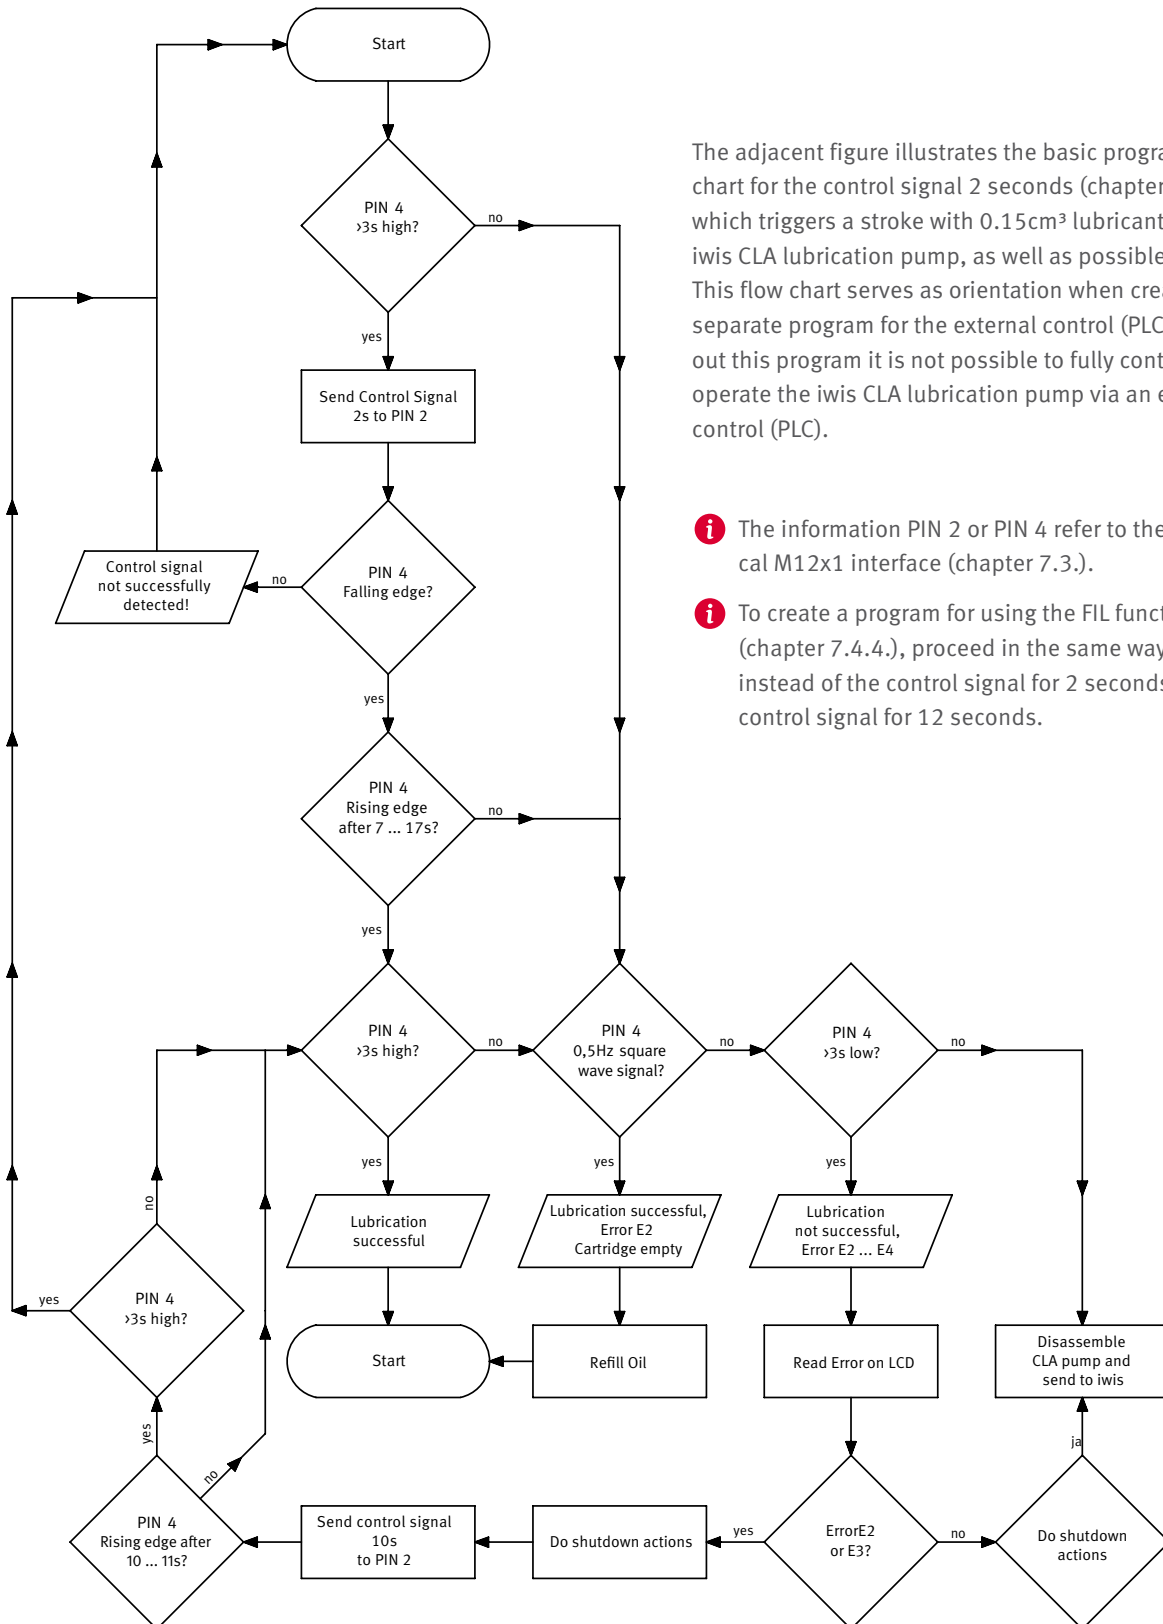 Start
PIN 4
›3s high?
no
yes
Send Control Signal
2s to PIN 2
PIN 4
Falling edge?
no
Control signal
not successfully
detected!
yes
PIN 4
Rising edge
after 7 ... 17s?
no
yes
PIN 4
›3s high?
no
PIN 4
0,5Hz square
wave signal?
no
PIN 4
›3s low?
no
yes
yes
yes
Lubrication
successful
Lubrication successful,
Error E2
Cartridge empty
Lubrication
not successful,
Error E2 ... E4
no
PIN 4
›3s high?
yes
Start
Refill Oil
Read Error on LCD
Disassemble
CLA pump and
send to iwis
yes
no
ja
PIN 4
Rising edge after
10 ... 11s?
Send control signal
10s
to PIN 2
Do shutdown actions
yes
ErrorE2
or E3?
no
Do shutdown
actions
The adjacent figure illustrates the basic
chart for the control signal 2 seconds (chapter
which triggers a stroke with 0.15cm³ lubricant
iwis CLA lubrication pump, as well as possible
This flow chart serves as orientation when
separate program for the external control (PLC
out this program it is not possible to fully
operate the iwis CLA lubrication pump via an
control (PLC).
i The information PIN 2 or PIN 4 refer to the
cal M12x1 interface (chapter 7.3.).
i To create a program for using the FIL
(chapter 7.4.4.), proceed in the same way
instead of the control signal for 2 seconds
control signal for 12 seconds.